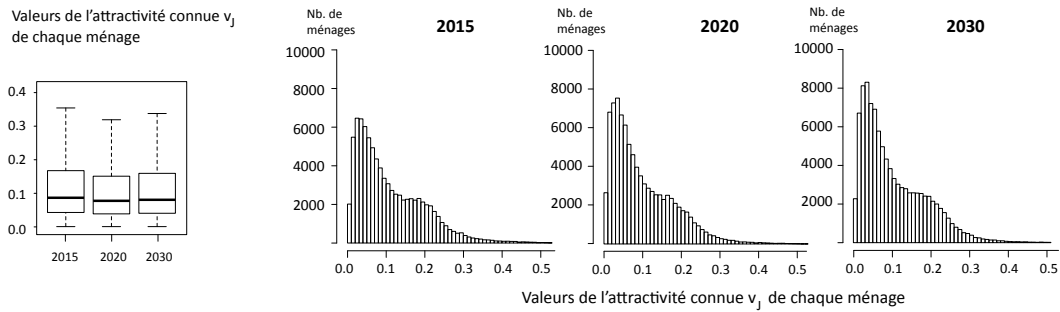 Valeurs de l'attractivité connue vJ
de chaque ménage
0.4
0.3
0.2
0.1
0.0
2015 2020 2030
Nb. de
ménages
2015
10000
8000
6000
4000
2000
0.0 0.1 0.2 0.3 0.4 0.5
Nb. de
ménages
2020
10000
8000
6000
4000
2000
0.0 0.1 0.2 0.3 0.4 0.5
Nb. de
ménages
2030
10000
8000
6000
4000
2000
0.0 0.1 0.2 0.3 0.4 0.5
Valeurs de l'attractivité connue vJ de chaque ménage